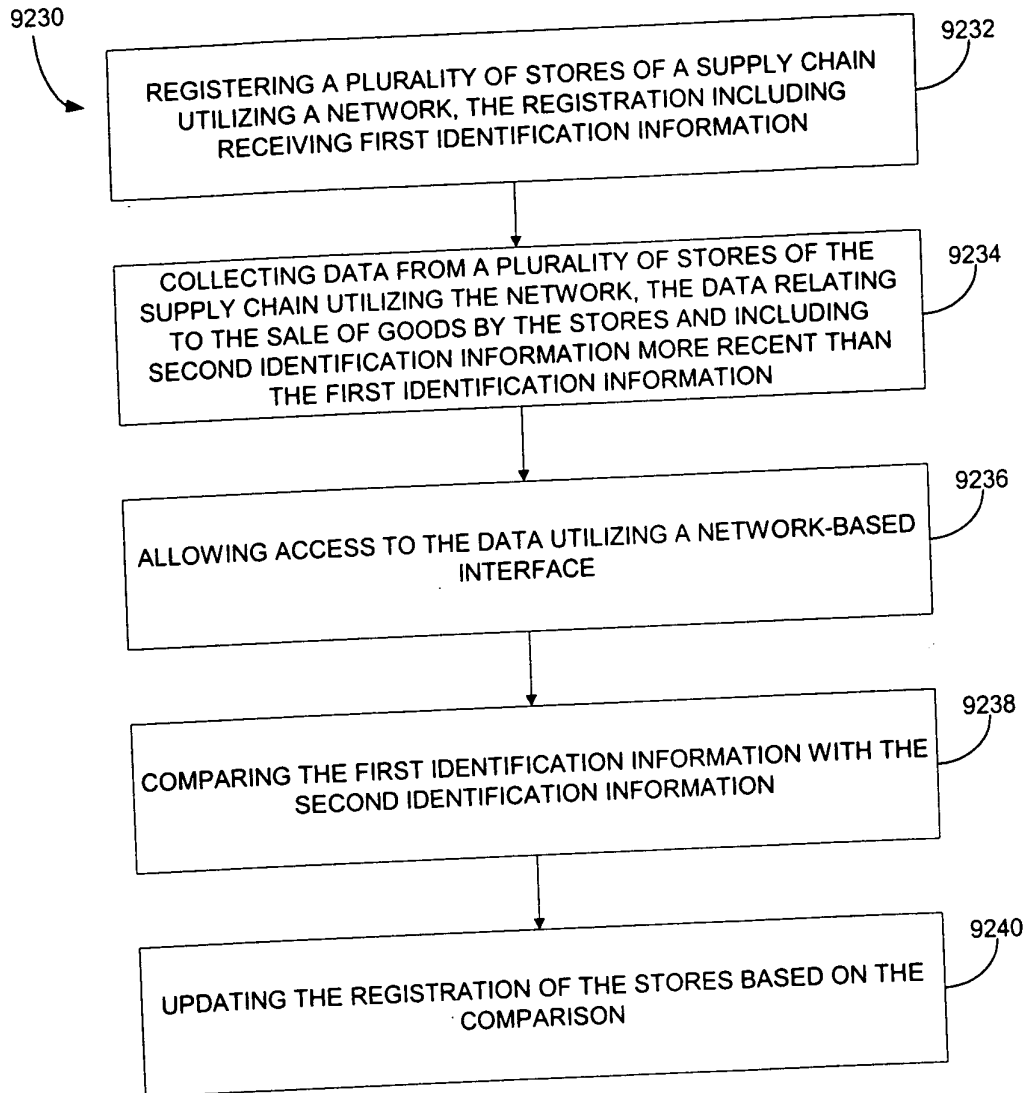 9230
9232
REGISTERING A PLURALITY OF STORES OF A SUPPLY CHAIN
UTILIZING A NETWORK, THE REGISTRATION INCLUDING
RECEIVING FIRST IDENTIFICATION INFORMATION
9234
COLLECTING DATA FROM A PLURALITY OF STORES OF THE
SUPPLY CHAIN UTILIZING THE NETWORK, THE DATA RELATING
TO THE SALE OF GOODS BY THE STORES AND INCLUDING
SECOND IDENTIFICATION INFORMATION MORE RECENT THAN
THE FIRST IDENTIFICATION INFORMATION
9236
ALLOWING ACCESS TO THE DATA UTILIZING A NETWORK-BASED
INTERFACE
9238
COMPARING THE FIRST IDENTIFICATION INFORMATION WITH THE
SECOND IDENTIFICATION INFORMATION
9240
UPDATING THE REGISTRATION OF THE STORES BASED ON THE
COMPARISON